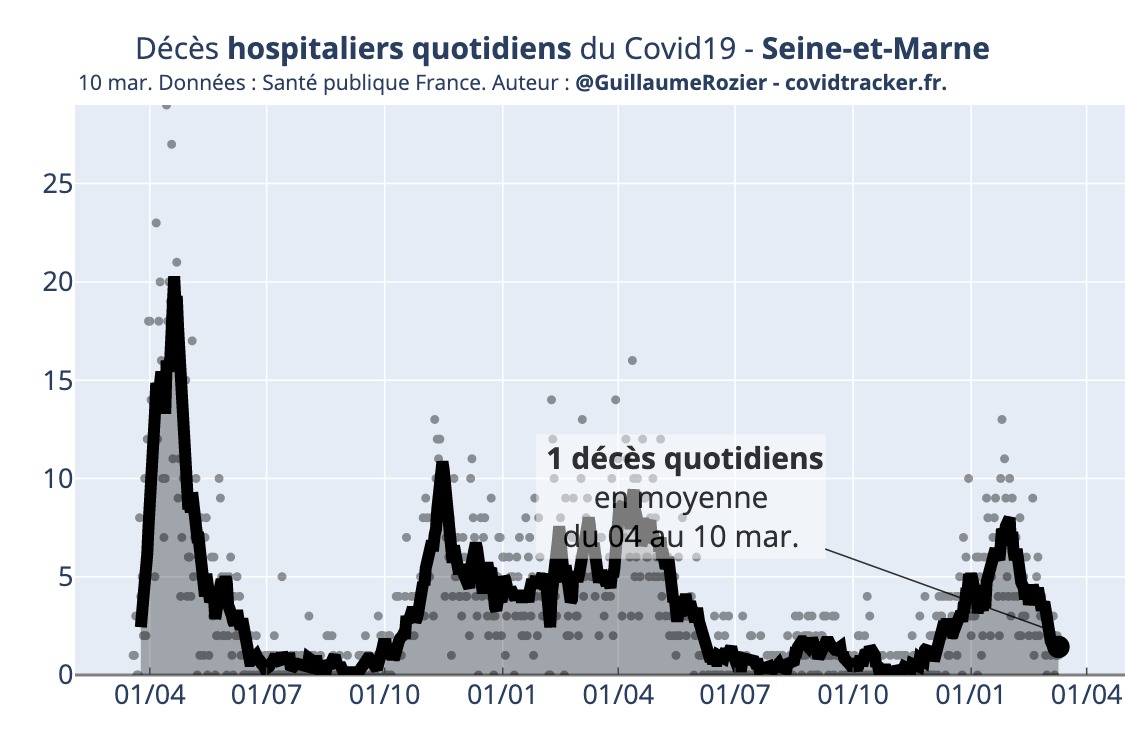 Décès hospitaliers quotidiens du Covid19 - Seine-et-Marne
10 mar. Données : Santé publique France. Auteur : @GuillaumeRozier - covidtracker.fr.
25
20
15
10
5
0
1 décès quotidiens
en moyenne
du 04 au 10 mar.
01/04 01/07 01/10 01/01 01/04 01/07 01/10 01/01 01/04